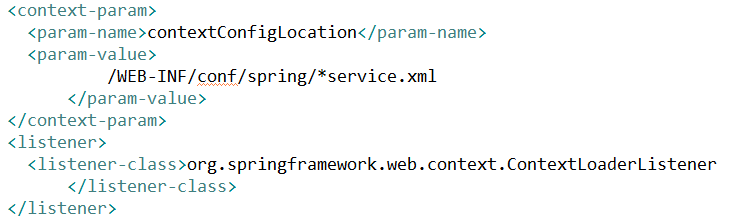 <context-param>
<param-name>contextConfigLocation</param-name>
<param-value>
/WEB-INF/conf/spring/*service.xml
</param-value>
</context-param>
<listener>
<listener-class>org.springframework.web.context.ContextLoaderListener
</listener-class>
</listener>